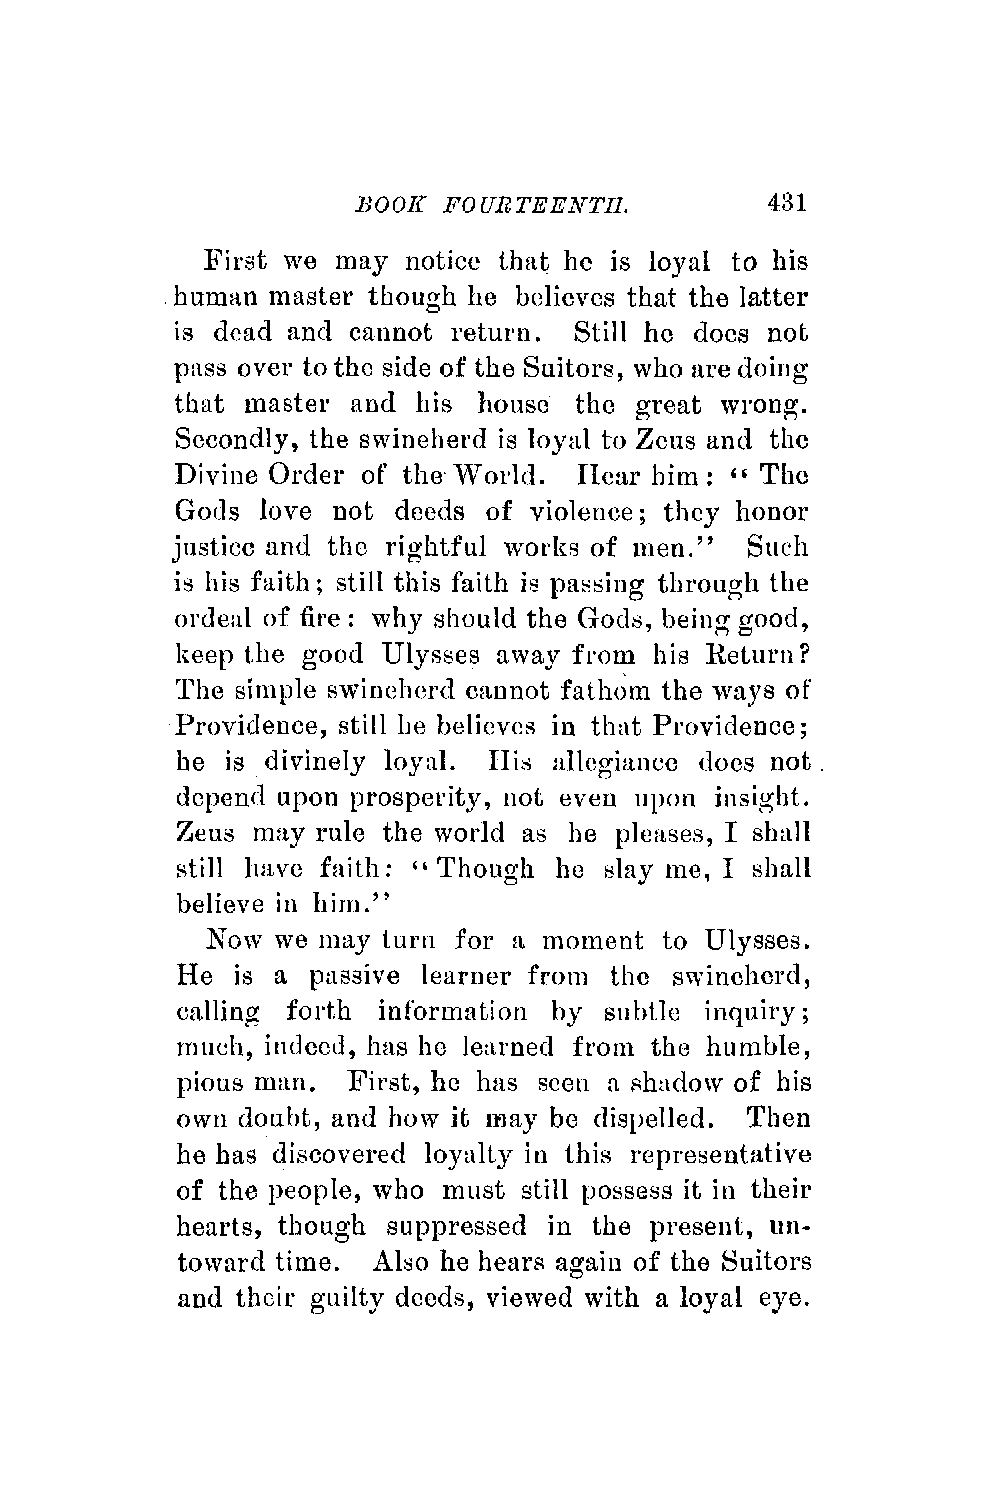 BOOK FOURTEENTH. 431
First we may notice that he is loyal to his
human master though he believes that the latter
is dead and cannot return. Still he does not
pass over to the side of the Suitors, who are doing
that master and his house the great wrong.
Secondly, the swineherd is loyal to Zeus and the
Divine Order of the World. Hear him: “ The
Gods love not deeds of violence; they honor
justice and the rightful works of men.” Such
is his faith; still this faith is passing through the
ordeal of fire: why should the Gods, being good,
keep the good Ulysses away from his Return?
The simple swineherd cannot fathom the ways of
Providence, still he believes in that Providence;
he is divinely loyal. His allegiance does not
depend upon prosperity, not even upon insight.
Zeus may rule the world as he pleases, I shall
still have faith: “ Though he slay me, I shall
believe in him.”
Now we may turn for a moment to Ulysses.
He is a passive learner from the swineherd,
calling forth information by subtle inquiry;
much, indeed, has he learned from the humble,
pious man. First, he has seen a shadow of his
own doubt, and how it may be dispelled. Then
he has discovered loyalty in this representative
of the people, who must still possess it in their
hearts, though suppressed in the present, un-
toward time. Also he hears again of the Suitors
and their guilty deeds, viewed with a loyal eye.